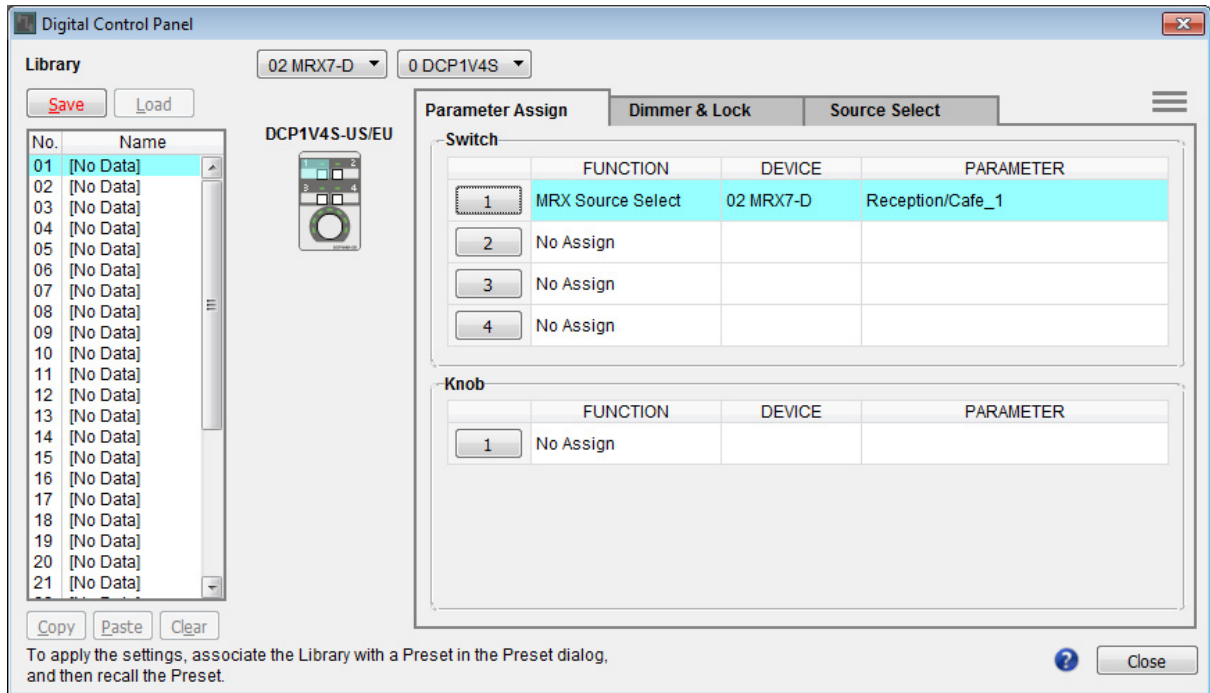 Digital Control Panel
Library
02 MRX7-D
0 DCP1V4S
Save
Load
Parameter Assign
Dimmer & Lock
Source Select
No. Name
01 [No Data]
02 [No Data]
03 [No Data]
04 [No Data]
05 [No Data]
06 [No Data]
07 [No Data]
08 [No Data]
09 [No Data]
10 [No Data]
11 [No Data]
12 [No Data]
13 [No Data]
14 [No Data]
15 [No Data]
16 [No Data]
17 [No Data]
18 [No Data]
19 [No Data]
20 [No Data]
21 [No Data]
Copy
Paste
Clear
DCP1V4S-US/EU
1 2
3 4
Switch
FUNCTION DEVICE PARAMETER
1 MRX Source Select 02 MRX7-D Reception/Cafe_1
2 No Assign
3 No Assign
4 No Assign
Knob
FUNCTION DEVICE PARAMETER
1 No Assign
To apply the settings, associate the Library with a Preset in the Preset dialog,
and then recall the Preset.
?
Close